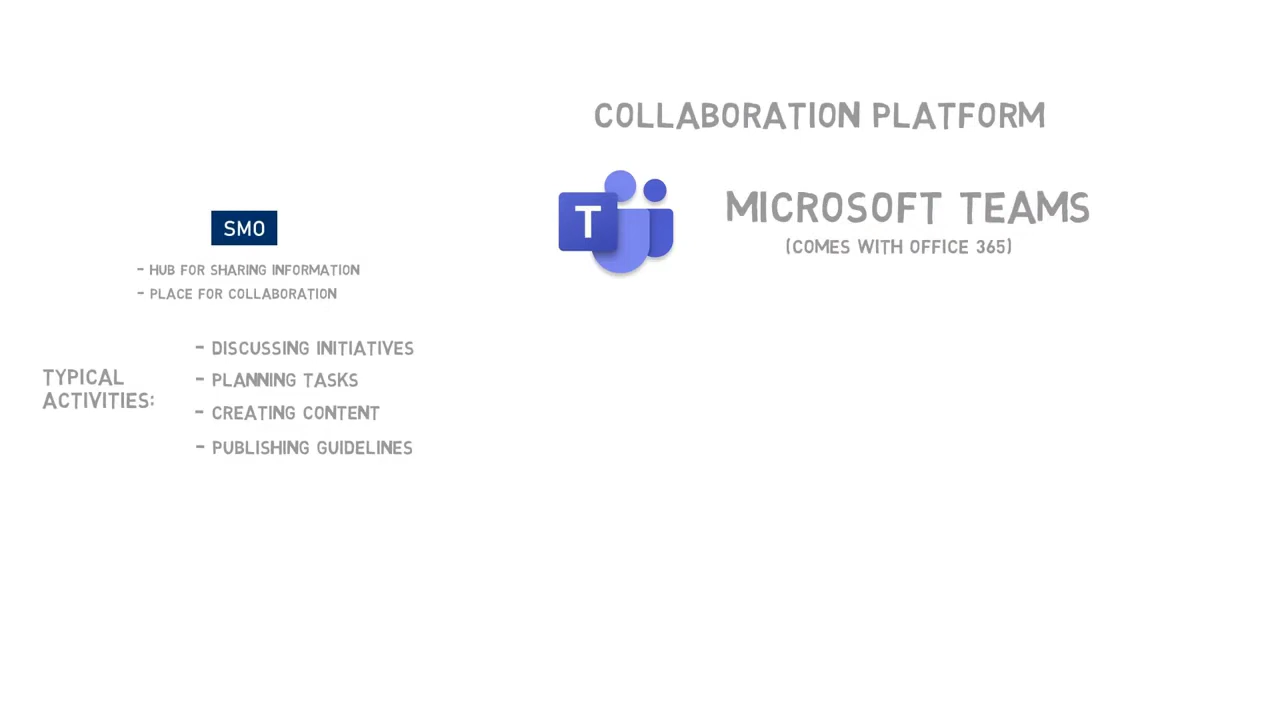 COLLABORATION PLATFORM
T
MICROSOFT TEAMS
(COMES WITH OFFICE 365)
SMO
- HUB FOR SHARING INFORMATION
- PLACE FOR COLLABORATION
TYPICAL
ACTIVITIES:
- DISCUSSING INITIATIVES
- PLANNING TASKS
- CREATING CONTENT
- PUBLISHING GUIDELINES